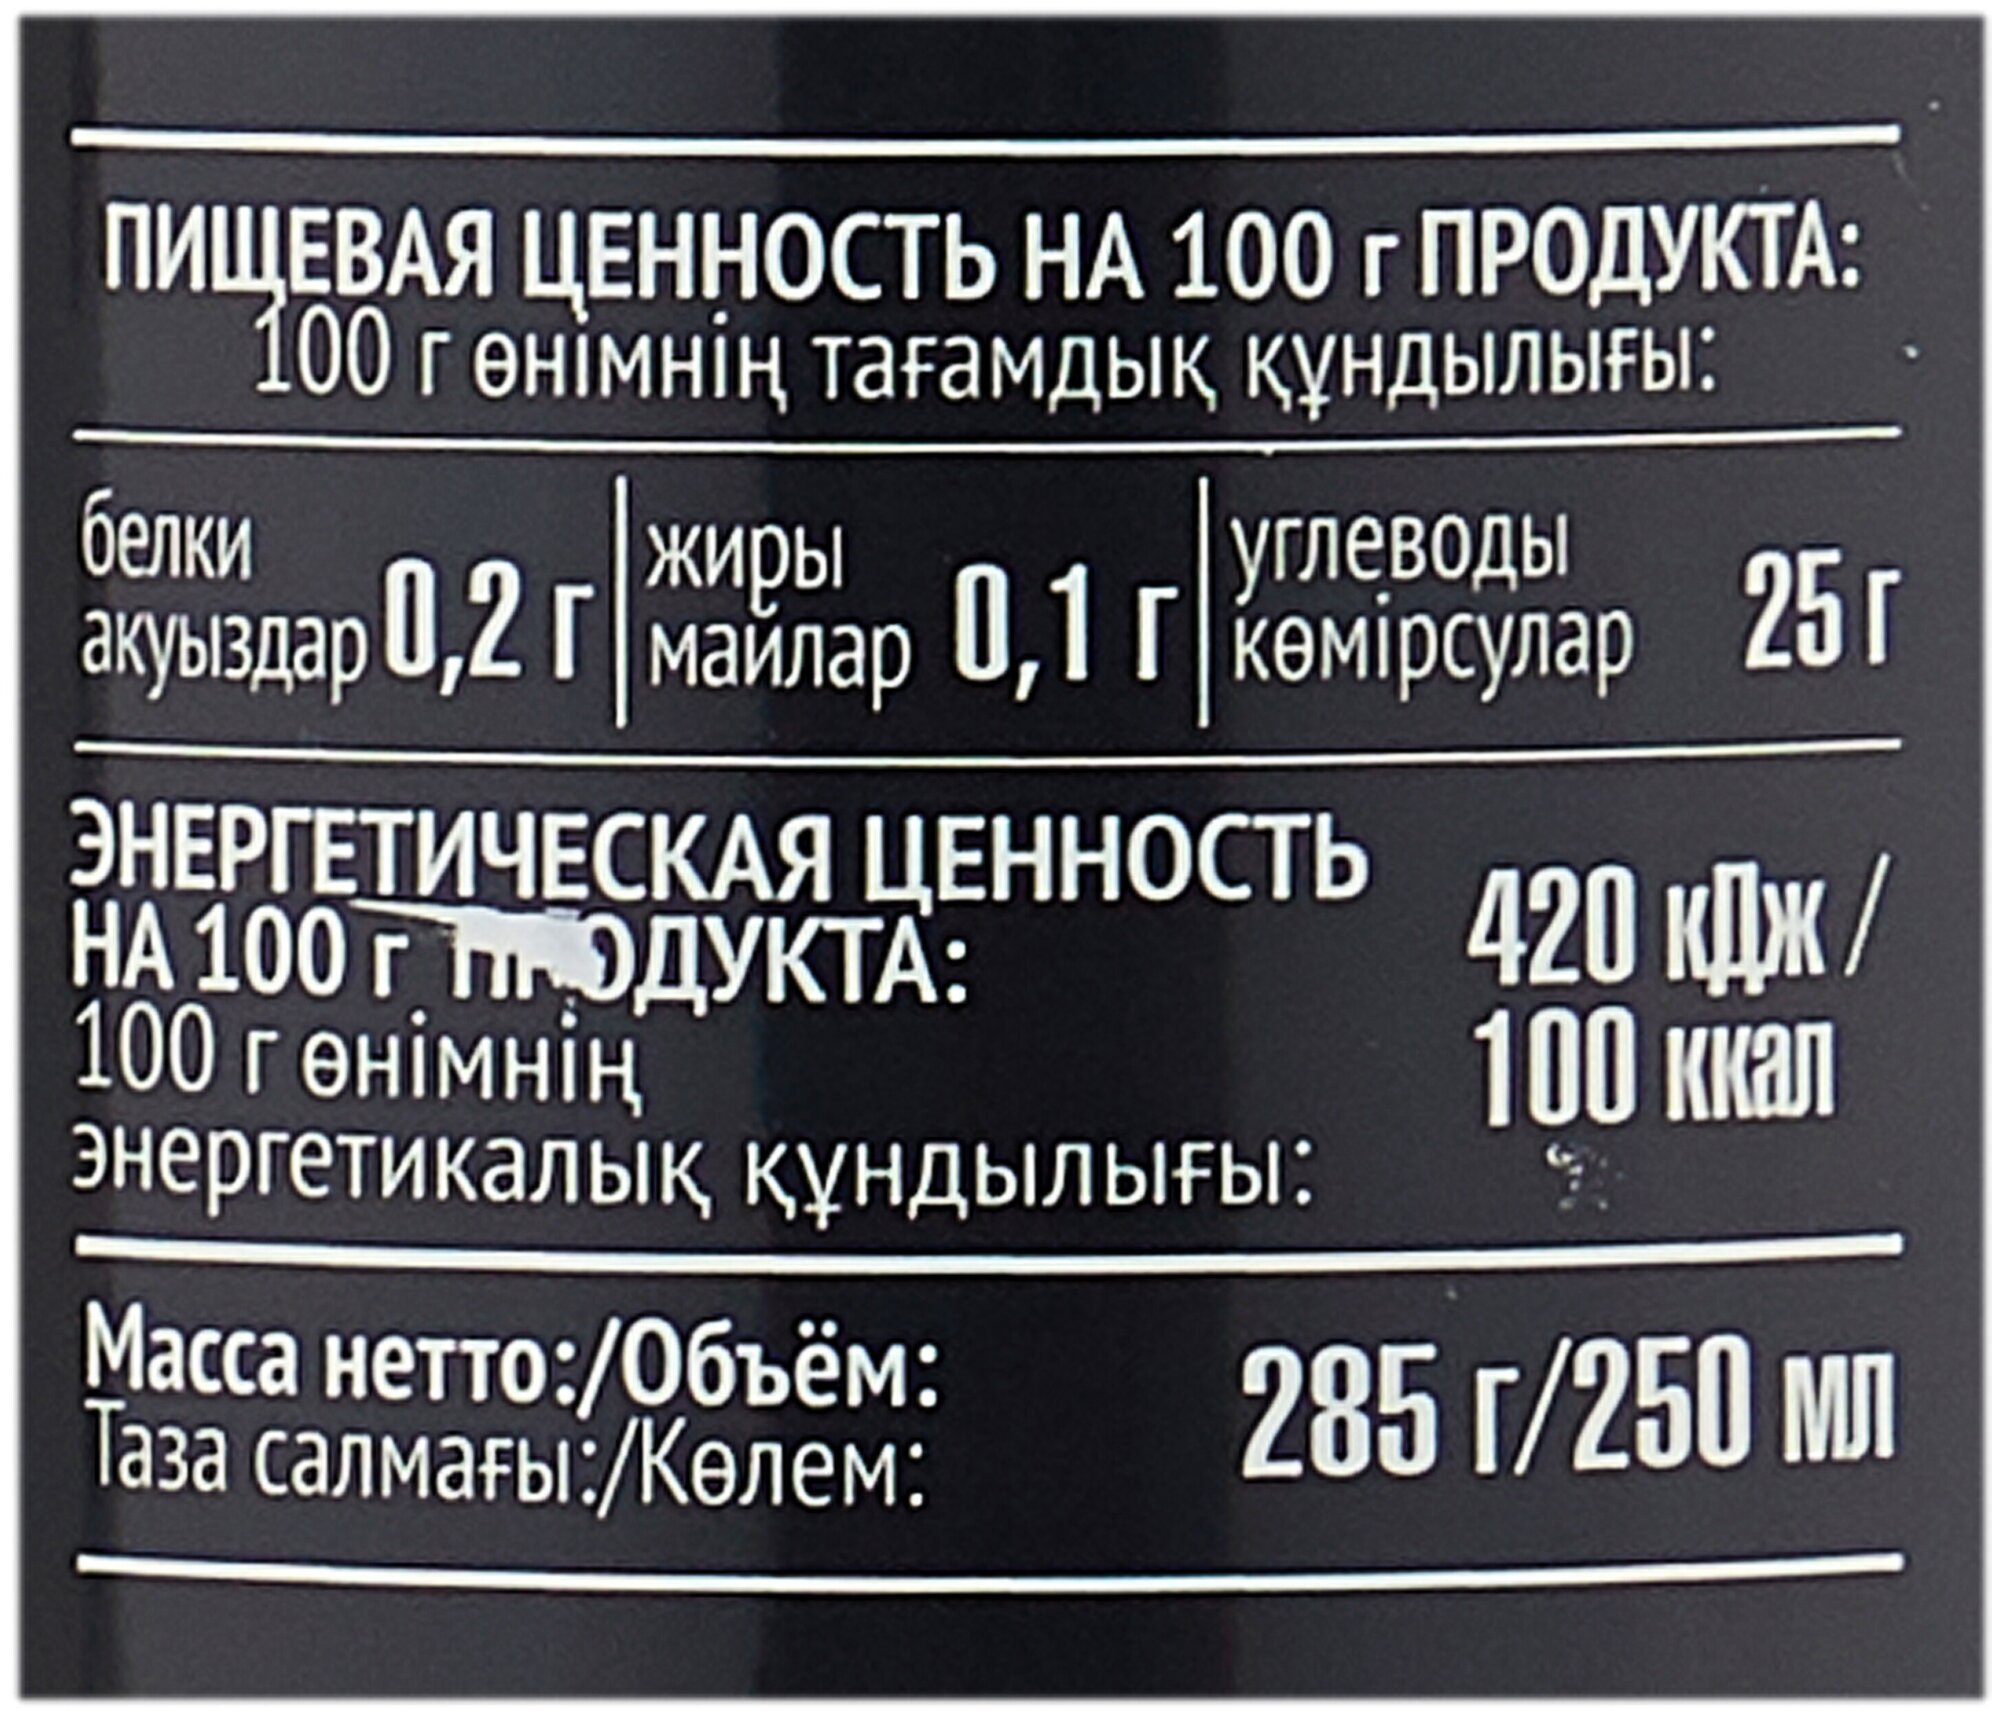 ПИЩЕВАЯ ЦЕННОСТЬ НА 100 г ПРОДУКТА:
100 г өнімнің тағамдық құндылығы:
белки
акуыздар 0,2 г
жиры
майлар 0,1 г
углеводы
көмірсулар 25 г
ЭНЕРГЕТИЧЕСКАЯ ЦЕННОСТЬ
НА 100 г ПРОДУКТА:
420 кДж /
100 ккал
100 г өнімнің
энергетикалық құндылығы:
Масса нетто:/Объём:
Таза салмағы:/Көлем:
285 г/250 мл